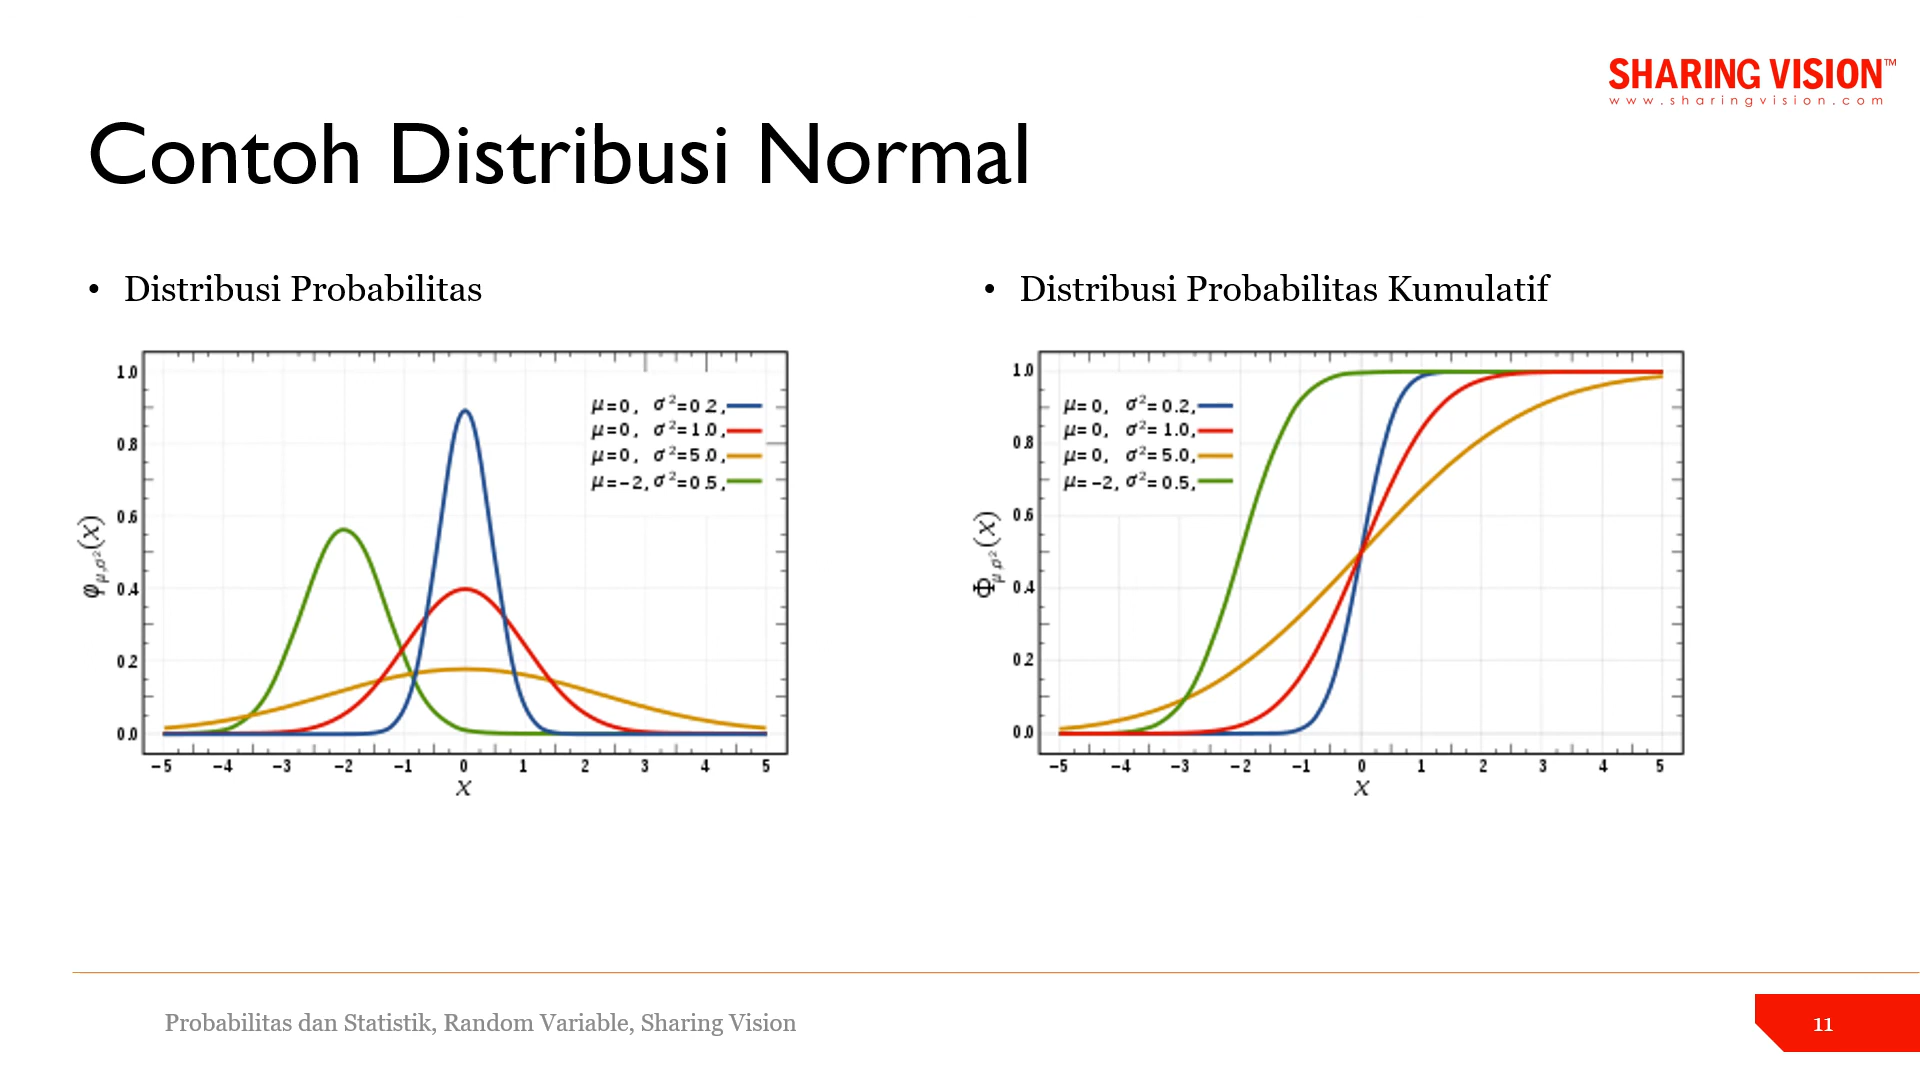 SHARING VISION™
www.sharingvision.com
Contoh Distribusi Normal
• Distribusi Probabilitas
1.0
0.8
0.6
0.4
0.2
0.0
φμ,σ²(x)
μ=0, σ²=0.2,
μ=0, σ²=1.0,
μ=0, σ²=5.0,
μ=-2, σ²=0.5,
-5 -4 -3 -2 -1 0 1 2 3 4 5
x
• Distribusi Probabilitas Kumulatif
1.0
0.8
0.6
0.4
0.2
0.0
Φμ,σ²(x)
μ=0, σ²=0.2,
μ=0, σ²=1.0,
μ=0, σ²=5.0,
μ=-2, σ²=0.5,
-5 -4 -3 -2 -1 0 1 2 3 4 5
x
Probabilitas dan Statistik, Random Variable, Sharing Vision
11